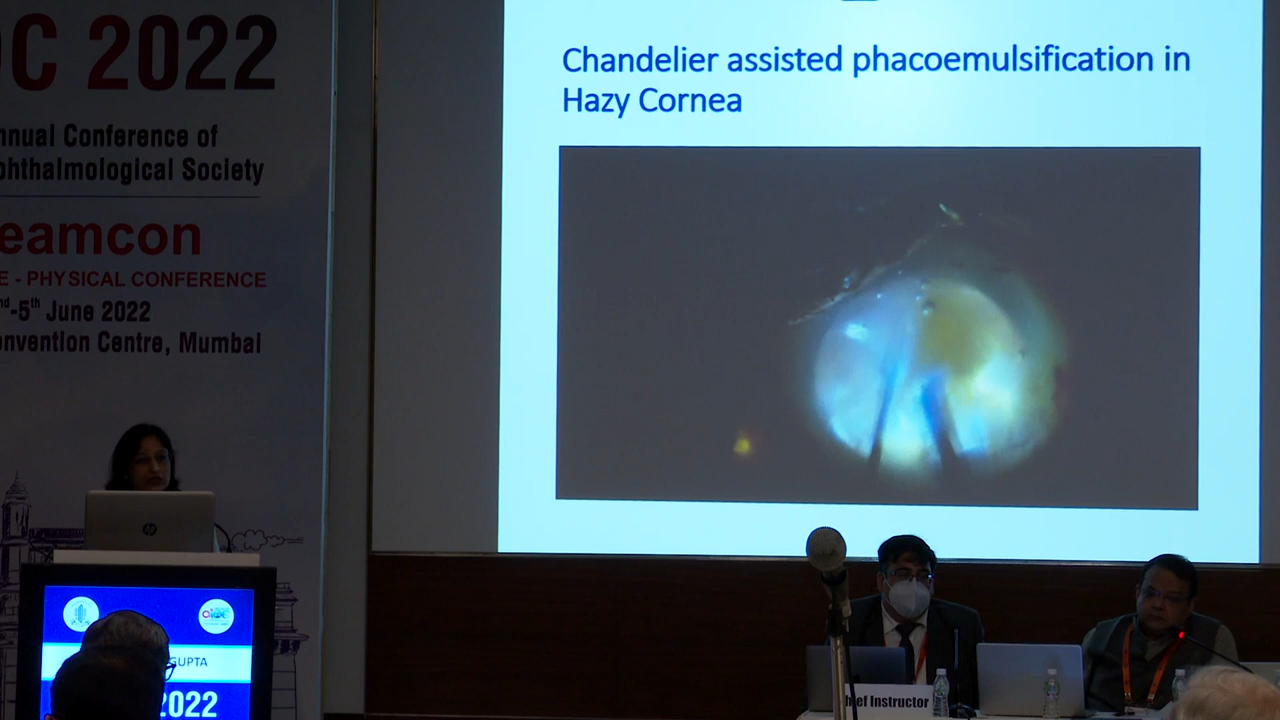 C 2022
nnual Conference of
phthalmological Society
eamcon
E - PHYSICAL CONFERENCE
nd-5th June 2022
onvention Centre, Mumbai
Chandelier assisted phacoemulsification in
Hazy Cornea
hp
GUPTA
2022
hief Instructor